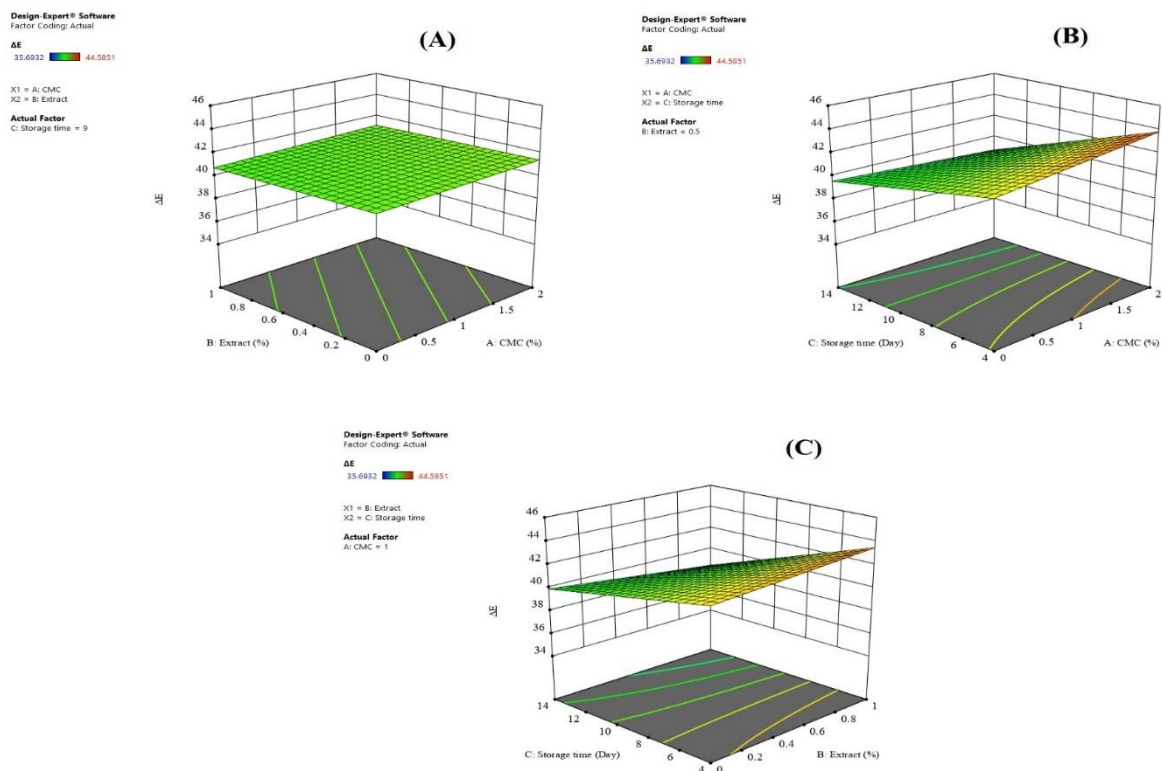 Design-Expert® Software
Factor Coding: Actual
ΔE
35.6932 44.5851
X1 = A: CMC
X2 = B: Extract
Actual Factor
C: Storage time = 9
(A)
46
44
42
40
38
36
34
ΔE
1
0.8
0.6
0.4
0.2
0
B: Extract (%)
0
0.5
1
1.5
2
A: CMC (%)
Design-Expert® Software
Factor Coding: Actual
ΔE
35.6932 44.5851
X1 = A: CMC
X2 = C: Storage time
Actual Factor
B: Extract = 0.5
(B)
46
44
42
40
38
36
34
ΔE
14
12
10
8
6
4
C: Storage time (Day)
0
0.5
1
1.5
2
A: CMC (%)
Design-Expert® Software
Factor Coding: Actual
ΔE
35.6932 44.5851
X1 = B: Extract
X2 = C: Storage time
Actual Factor
A: CMC = 1
(C)
46
44
42
40
38
36
34
ΔE
14
12
10
8
6
4
C: Storage time (Day)
0
0.2
0.4
0.6
0.8
1
B: Extract (%)